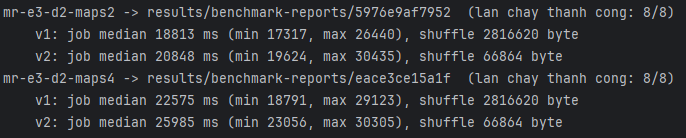 mr-e3-d2-maps2 -> results/benchmark-reports/5976e9af7952 (lan chay thanh cong: 8/8)
v1: job median 18813 ms (min 17317, max 26440), shuffle 2816620 byte
v2: job median 20848 ms (min 19624, max 30435), shuffle 66864 byte
mr-e3-d2-maps4 -> results/benchmark-reports/eace3ce15a1f (lan chay thanh cong: 8/8)
v1: job median 22575 ms (min 18791, max 29123), shuffle 2816620 byte
v2: job median 25985 ms (min 23056, max 30305), shuffle 66864 byte